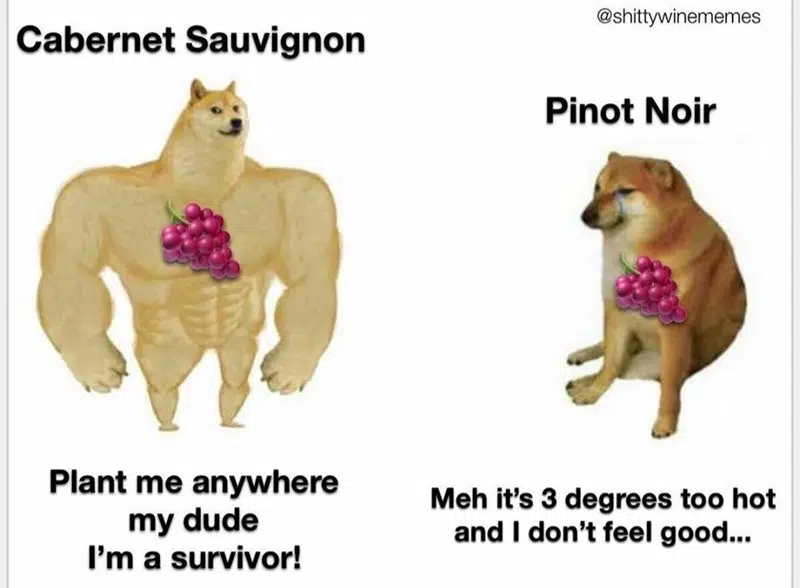 @shittywinememes
Cabernet Sauvignon
Pinot Noir
Plant me anywhere
my dude
I'm a survivor!
Meh it's 3 degrees too hot
and I don't feel good...